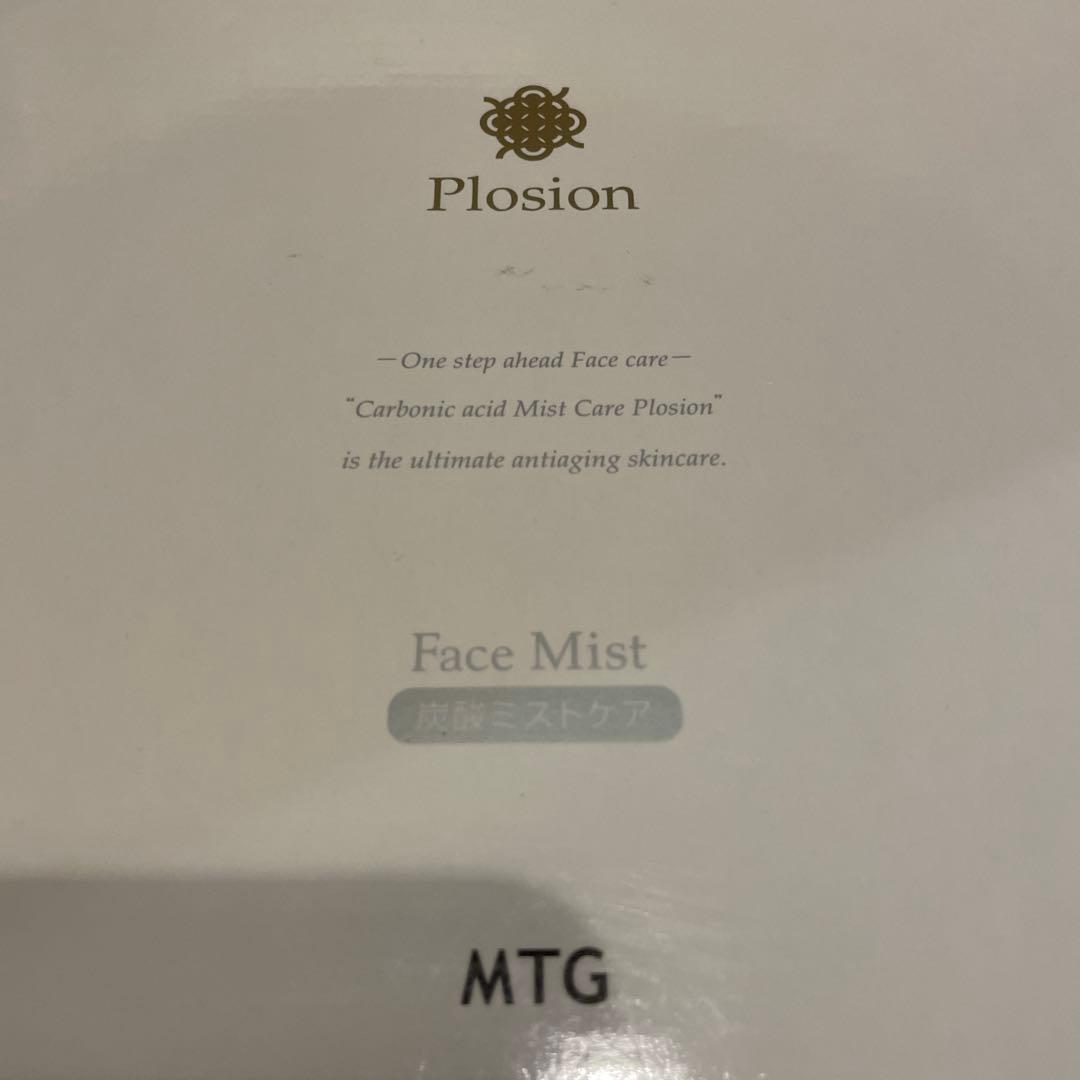 Plosion
—One step ahead Face care—
“Carbonic acid Mist Care Plosion”
is the ultimate antiaging skincare.
Face Mist
炭酸ミストケア
MTG